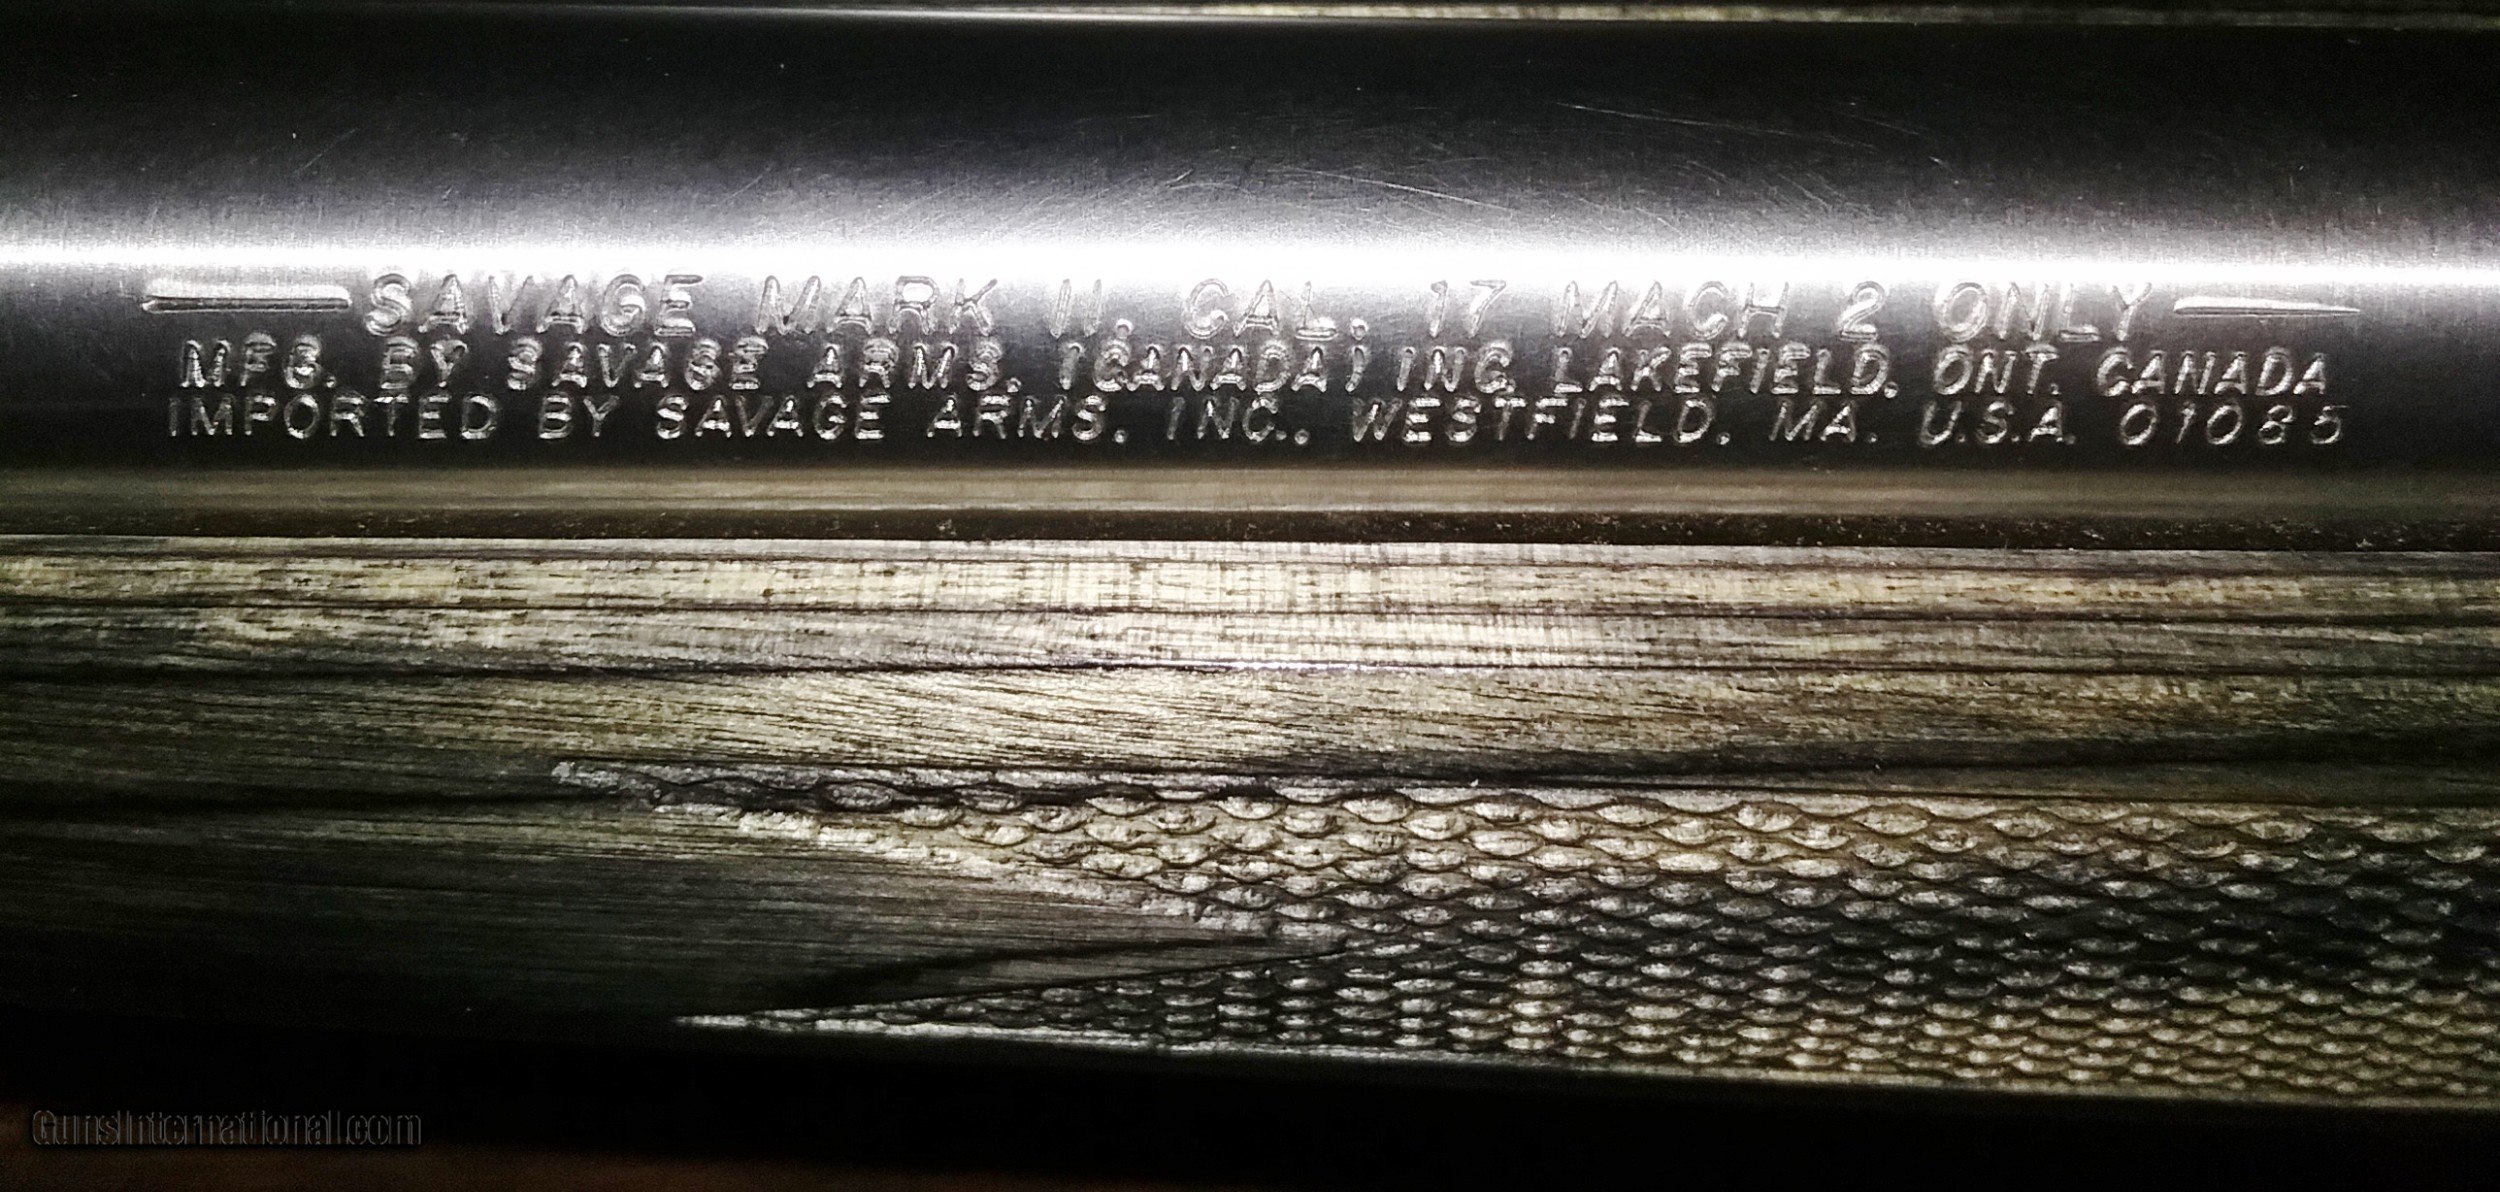 SAVAGE MARK II. CAL. 17 MACH 2 ONLY
MFG. BY SAVAGE ARMS. (CANADA) INC. LAKEFIELD. ONT. CANADA
IMPORTED BY SAVAGE ARMS, INC., WESTFIELD, MA. U.S.A. 01085
GunsInternational.com